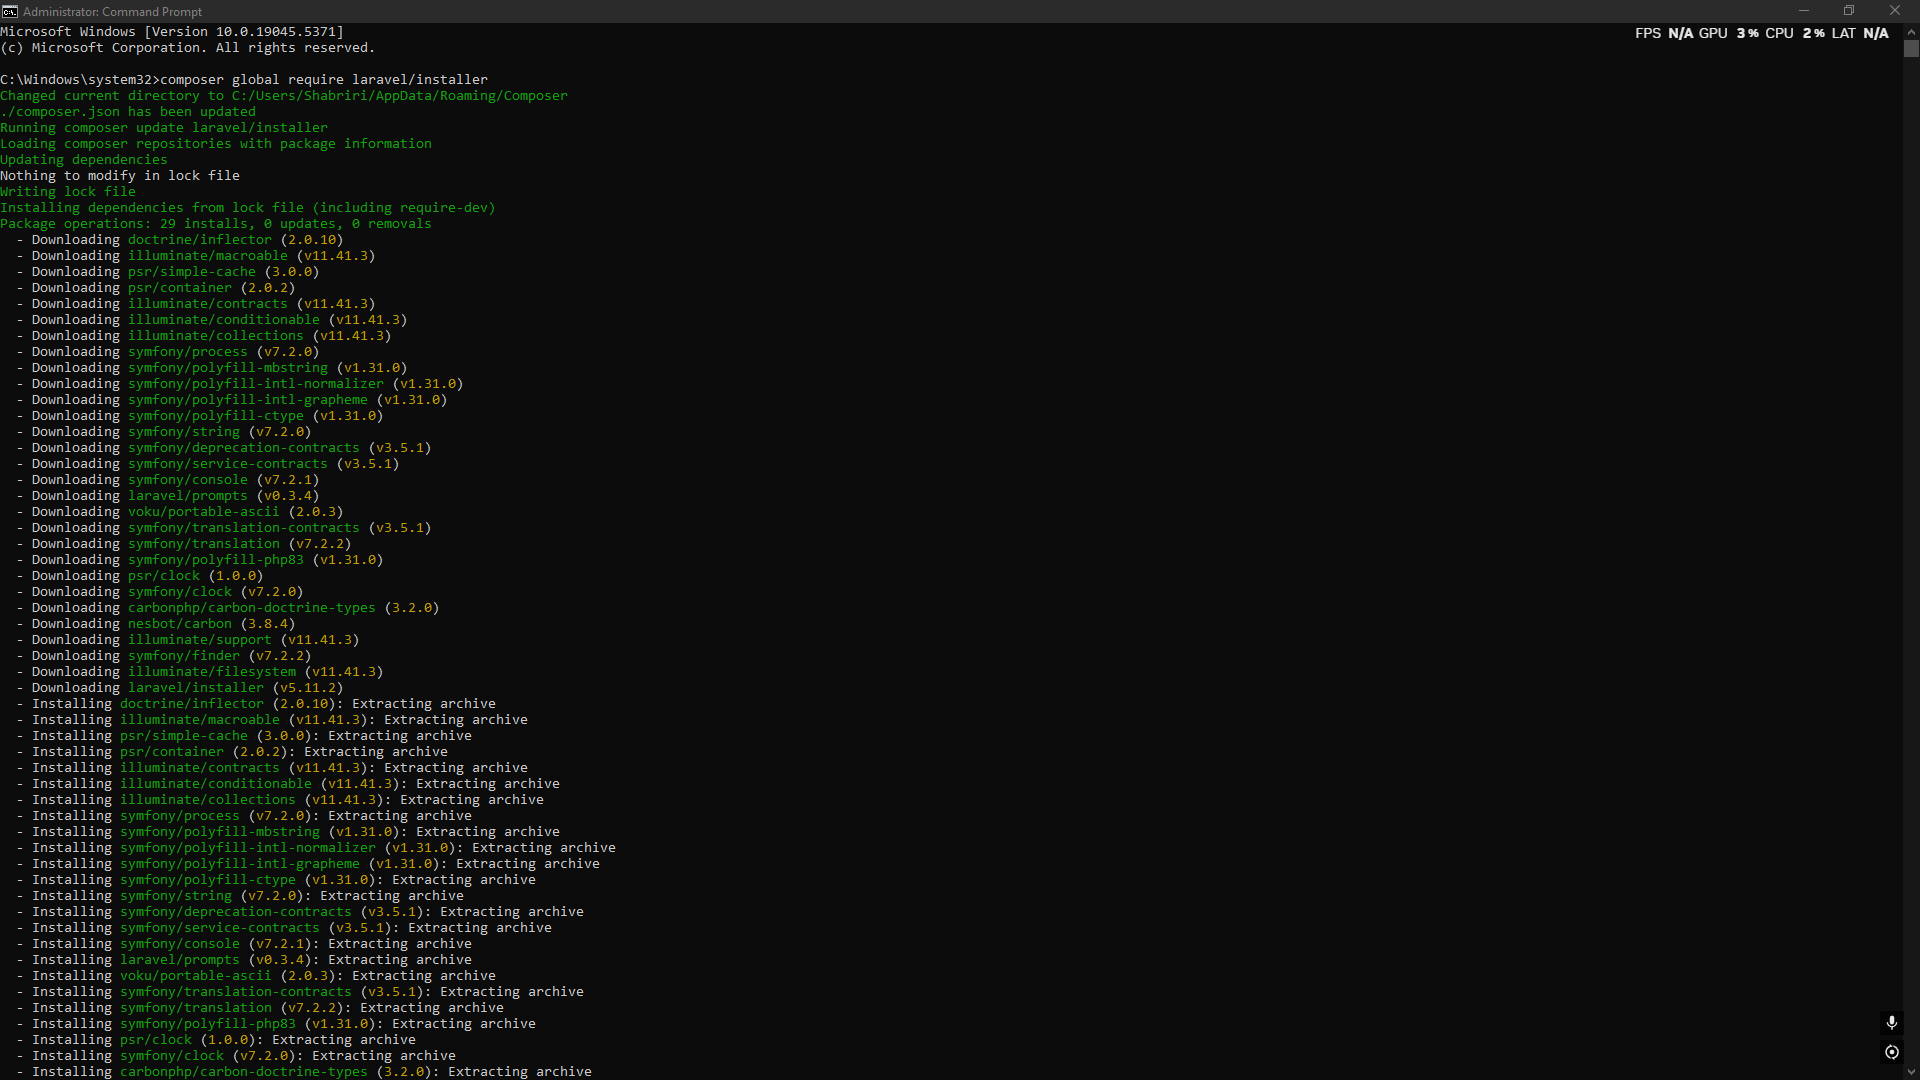 Administrator: Command Prompt
Microsoft Windows [Version 10.0.19045.5371]
(c) Microsoft Corporation. All rights reserved.
FPS N/A GPU 3% CPU 2% LAT N/A
C:\Windows\system32>composer global require laravel/installer
Changed current directory to C:/Users/Shabriri/AppData/Roaming/Composer
./composer.json has been updated
Running composer update laravel/installer
Loading composer repositories with package information
Updating dependencies
Nothing to modify in lock file
Writing lock file
Installing dependencies from lock file (including require-dev)
Package operations: 29 installs, 0 updates, 0 removals
- Downloading doctrine/inflector (2.0.10)
- Downloading illuminate/macroable (v11.41.3)
- Downloading psr/simple-cache (3.0.0)
- Downloading psr/container (2.0.2)
- Downloading illuminate/contracts (v11.41.3)
- Downloading illuminate/conditionable (v11.41.3)
- Downloading illuminate/collections (v11.41.3)
- Downloading symfony/process (v7.2.0)
- Downloading symfony/polyfill-mbstring (v1.31.0)
- Downloading symfony/polyfill-intl-normalizer (v1.31.0)
- Downloading symfony/polyfill-intl-grapheme (v1.31.0)
- Downloading symfony/polyfill-ctype (v1.31.0)
- Downloading symfony/string (v7.2.0)
- Downloading symfony/deprecation-contracts (v3.5.1)
- Downloading symfony/service-contracts (v3.5.1)
- Downloading symfony/console (v7.2.1)
- Downloading laravel/prompts (v0.3.4)
- Downloading voku/portable-ascii (2.0.3)
- Downloading symfony/translation-contracts (v3.5.1)
- Downloading symfony/translation (v7.2.2)
- Downloading symfony/polyfill-php83 (v1.31.0)
- Downloading psr/clock (1.0.0)
- Downloading symfony/clock (v7.2.0)
- Downloading carbonphp/carbon-doctrine-types (3.2.0)
- Downloading nesbot/carbon (3.8.4)
- Downloading illuminate/support (v11.41.3)
- Downloading symfony/finder (v7.2.2)
- Downloading illuminate/filesystem (v11.41.3)
- Downloading laravel/installer (v5.11.2)
- Installing doctrine/inflector (2.0.10): Extracting archive
- Installing illuminate/macroable (v11.41.3): Extracting archive
- Installing psr/simple-cache (3.0.0): Extracting archive
- Installing psr/container (2.0.2): Extracting archive
- Installing illuminate/contracts (v11.41.3): Extracting archive
- Installing illuminate/conditionable (v11.41.3): Extracting archive
- Installing illuminate/collections (v11.41.3): Extracting archive
- Installing symfony/process (v7.2.0): Extracting archive
- Installing symfony/polyfill-mbstring (v1.31.0): Extracting archive
- Installing symfony/polyfill-intl-normalizer (v1.31.0): Extracting archive
- Installing symfony/polyfill-intl-grapheme (v1.31.0): Extracting archive
- Installing symfony/polyfill-ctype (v1.31.0): Extracting archive
- Installing symfony/string (v7.2.0): Extracting archive
- Installing symfony/deprecation-contracts (v3.5.1): Extracting archive
- Installing symfony/service-contracts (v3.5.1): Extracting archive
- Installing symfony/console (v7.2.1): Extracting archive
- Installing laravel/prompts (v0.3.4): Extracting archive
- Installing voku/portable-ascii (2.0.3): Extracting archive
- Installing symfony/translation-contracts (v3.5.1): Extracting archive
- Installing symfony/translation (v7.2.2): Extracting archive
- Installing symfony/polyfill-php83 (v1.31.0): Extracting archive
- Installing psr/clock (1.0.0): Extracting archive
- Installing symfony/clock (v7.2.0): Extracting archive
- Installing carbonphp/carbon-doctrine-types (3.2.0): Extracting archive